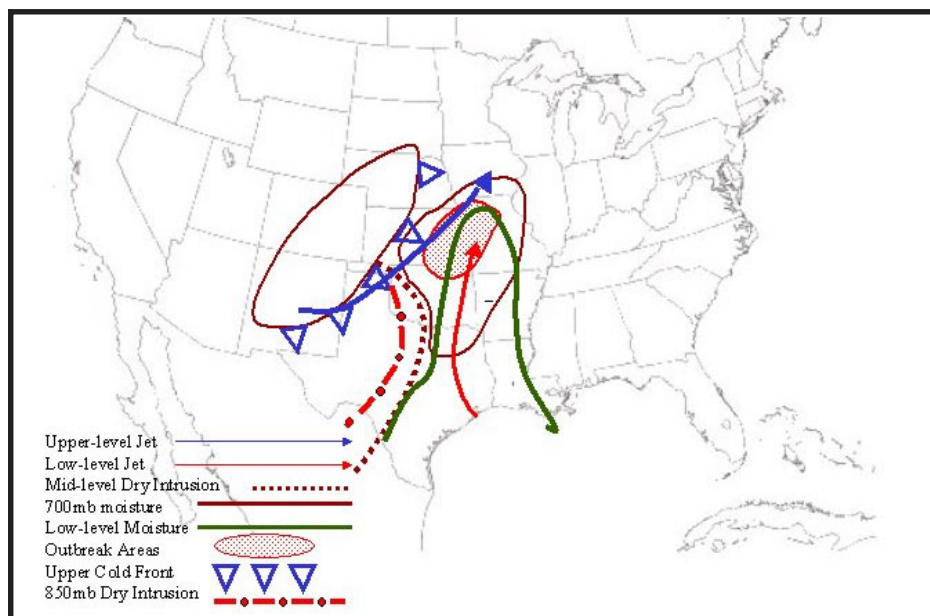 Upper-level Jet
Low-level Jet
Mid-level Dry Intrusion
700mb moisture
Low-level Moisture
Outbreak Areas
Upper Cold Front
850mb Dry Intrusion